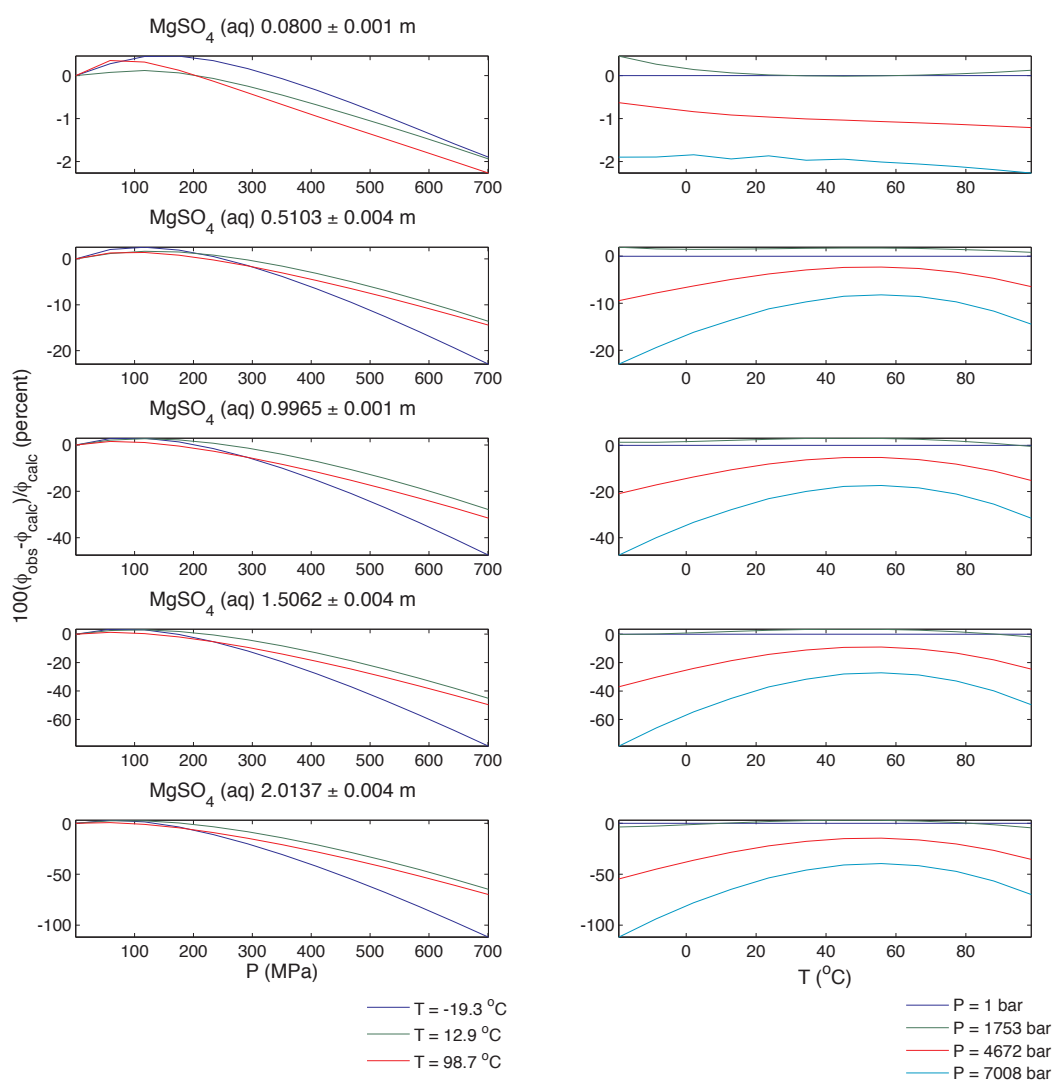 MgSO4 (aq) 0.0800 ± 0.001 m
0
-1
-2
100 200 300 400 500 600 700
0
-1
-2
0 20 40 60 80
MgSO4 (aq) 0.5103 ± 0.004 m
0
-10
-20
100 200 300 400 500 600 700
0
-10
-20
0 20 40 60 80
MgSO4 (aq) 0.9965 ± 0.001 m
100(ϕobs-ϕcalc)/ϕcalc (percent)
0
-20
-40
100 200 300 400 500 600 700
0
-20
-40
0 20 40 60 80
MgSO4 (aq) 1.5062 ± 0.004 m
0
-20
-40
-60
100 200 300 400 500 600 700
0
-20
-40
-60
0 20 40 60 80
MgSO4 (aq) 2.0137 ± 0.004 m
0
-50
-100
100 200 300 400 500 600 700
P (MPa)
0
-50
-100
0 20 40 60 80
T (oC)
T = -19.3 oC
T = 12.9 oC
T = 98.7 oC
P = 1 bar
P = 1753 bar
P = 4672 bar
P = 7008 bar